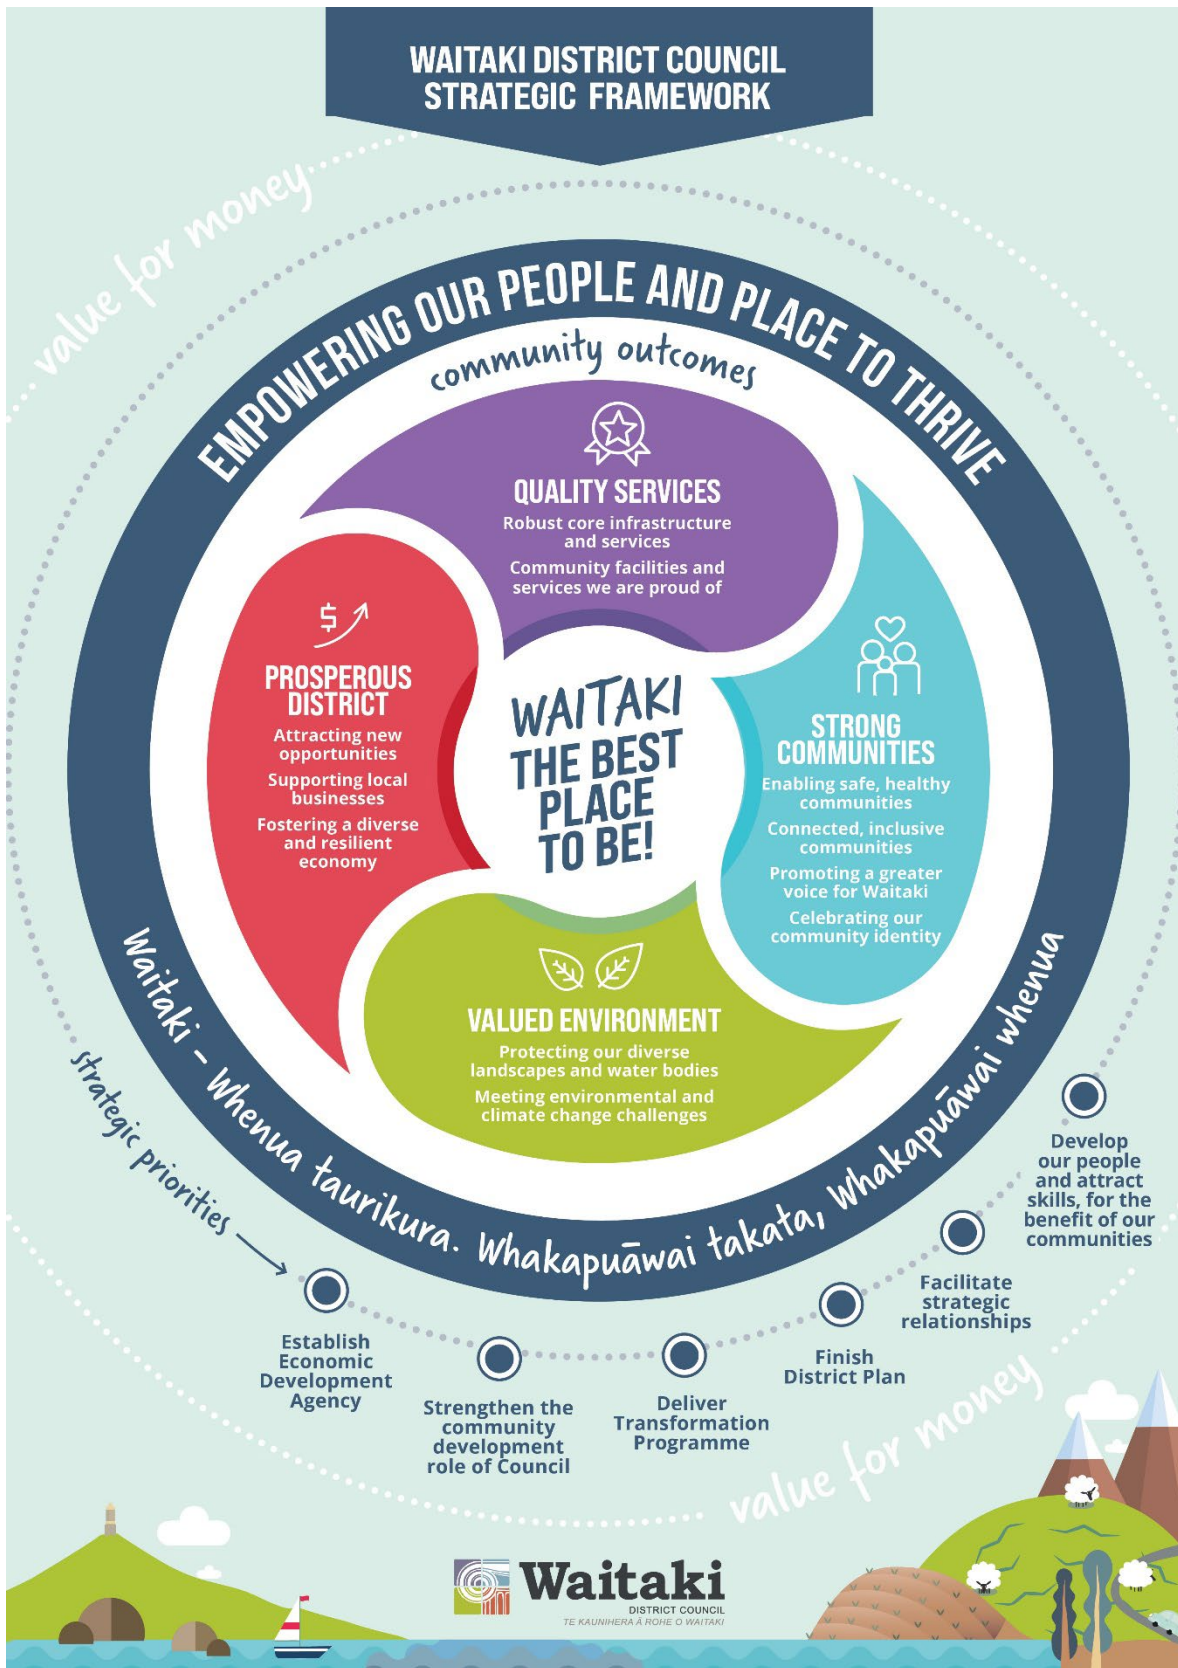 WAITAKI DISTRICT COUNCIL
STRATEGIC FRAMEWORK
value for money
EMPOWERING OUR PEOPLE AND PLACE TO THRIVE
community outcomes
QUALITY SERVICES
Robust core infrastructure
and services
Community facilities and
services we are proud of
PROSPEROUS
DISTRICT
Attracting new
opportunities
Supporting local
businesses
Fostering a diverse
and resilient
economy
WAITAKI
THE BEST
PLACE
TO BE!
STRONG
COMMUNITIES
Enabling safe, healthy
communities
Connected, inclusive
communities
Promoting a greater
voice for Waitaki
Celebrating our
community identity
VALUED ENVIRONMENT
Protecting our diverse
landscapes and water bodies
Meeting environmental and
climate change challenges
Waitaki - Whenua taurikura. Whakapuāwai takata, Whakapuāwai whenua
strategic priorities
Establish
Economic
Development
Agency
Strengthen the
community
development
role of Council
Deliver
Transformation
Programme
Finish
District Plan
Facilitate
strategic
relationships
Develop
our people
and attract
skills, for the
benefit of our
communities
value for money
Waitaki
DISTRICT COUNCIL
TE KAUNIHERA Ā ROHE O WAITAKI